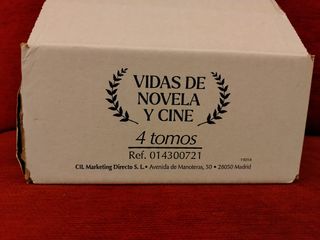 VIDAS DE
NOVELA
Y CINE
4 tomos
Ref. 014300721
CIL Marketing Directo S. L. • Avenida de Manoteras, 50 • 28050 Madrid